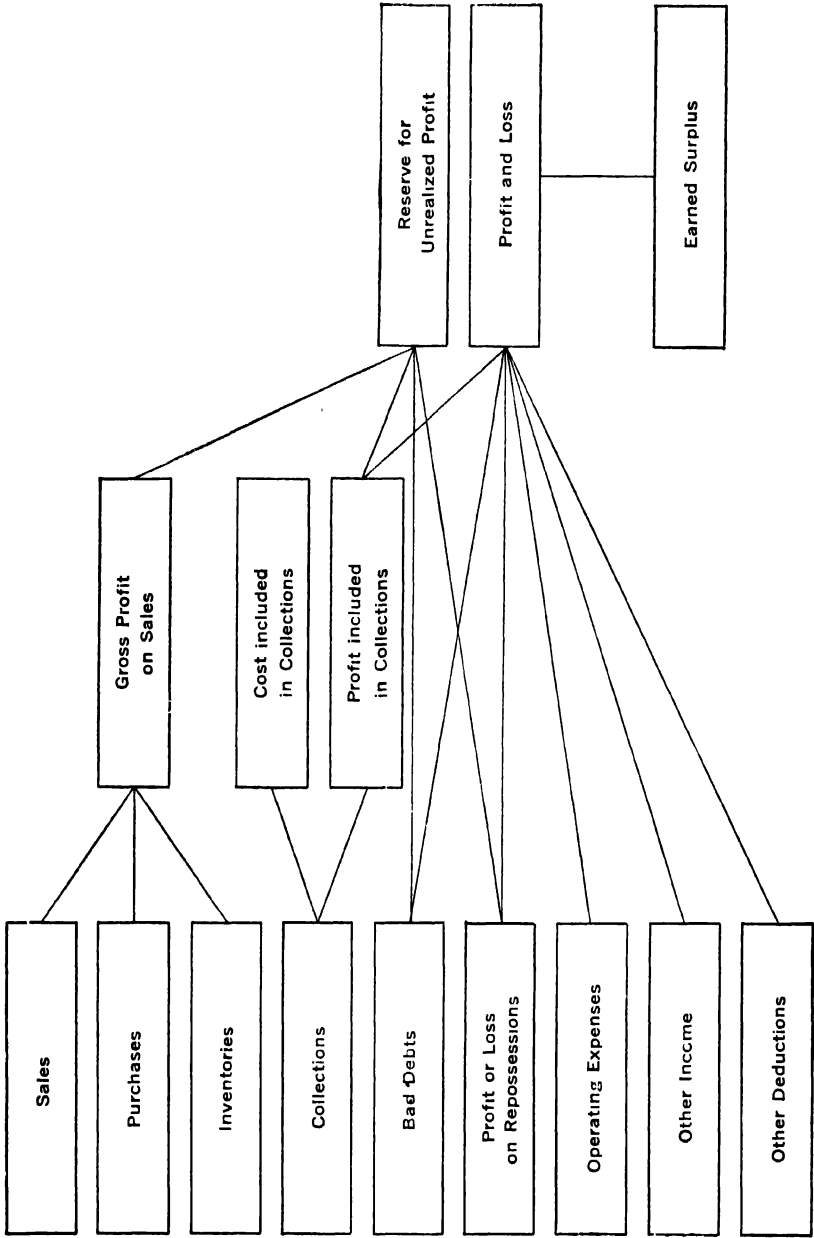 Sales
Purchases
Inventories
Collections
Bad Debts
Profit or Loss
on Repossessions
Operating Expenses
Other Income
Other Deductions
Gross Profit
on Sales
Cost included
in Collections
Profit included
in Collections
Reserve for
Unrealized Profit
Profit and Loss
Earned Surplus